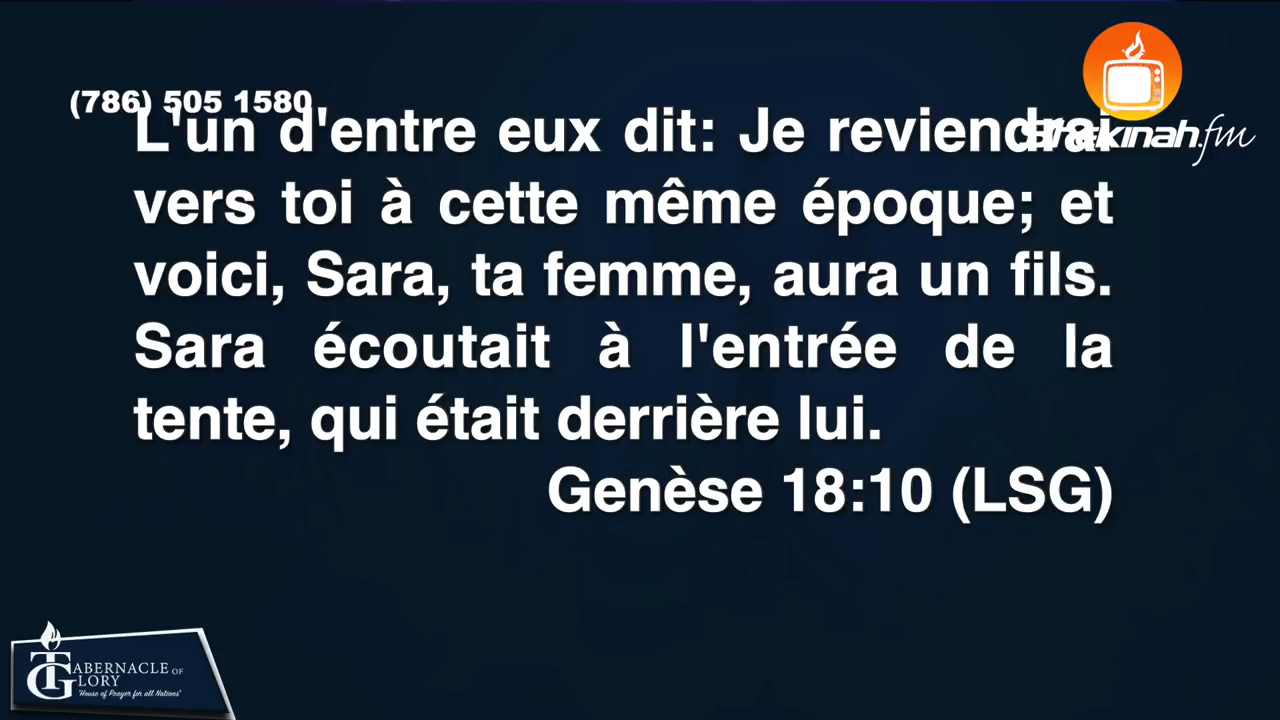 (786) 505 1580
Shekinah.fm
L'un d'entre eux dit: Je reviendrai
vers toi à cette même époque; et
voici, Sara, ta femme, aura un fils.
Sara écoutait à l'entrée de la
tente, qui était derrière lui.
Genèse 18:10 (LSG)
TABERNACLE OF
GLORY
"House of Prayer for all Nations"